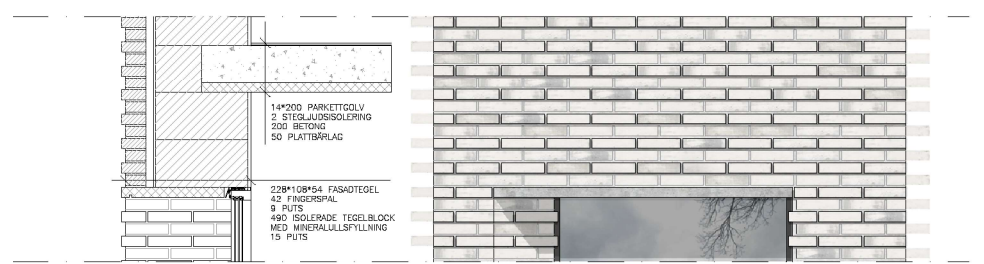 14*200 PARKETTGOLV
2 STEGLJUDSISOLERING
200 BETONG
50 PLATTBÄRLAG
228*108*54 FASADTEGEL
42 FINGERSPAL
9 PUTS
490 ISOLERADE TEGELBLOCK
MED MINERALULLSFYLLNING
15 PUTS